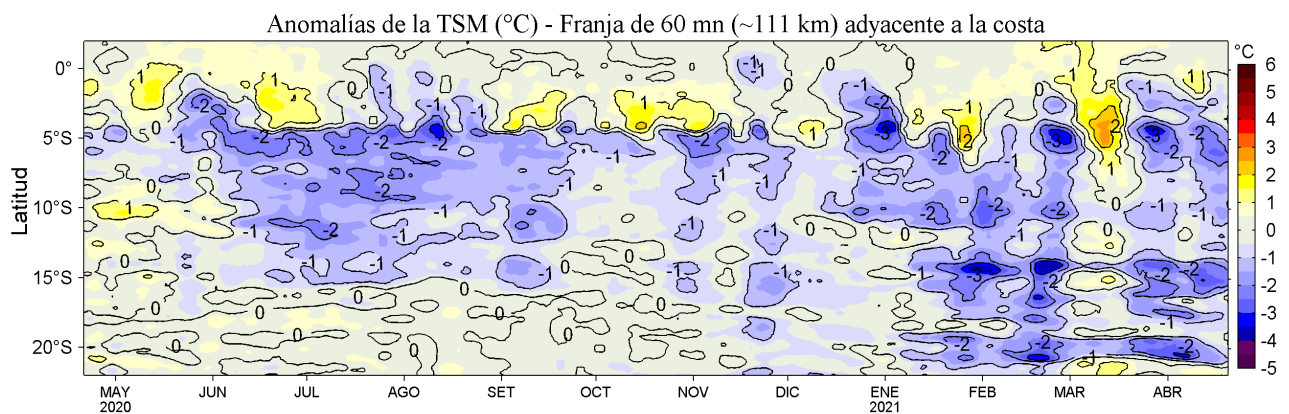 Anomalías de la TSM (°C) - Franja de 60 mn (~111 km) adyacente a la costa
°C
Latitud
0°
5°S
10°S
15°S
20°S
6
5
4
3
2
1
0
-1
-2
-3
-4
-5
MAY JUN JUL AGO SET OCT NOV DIC ENE FEB MAR ABR
2020 2021